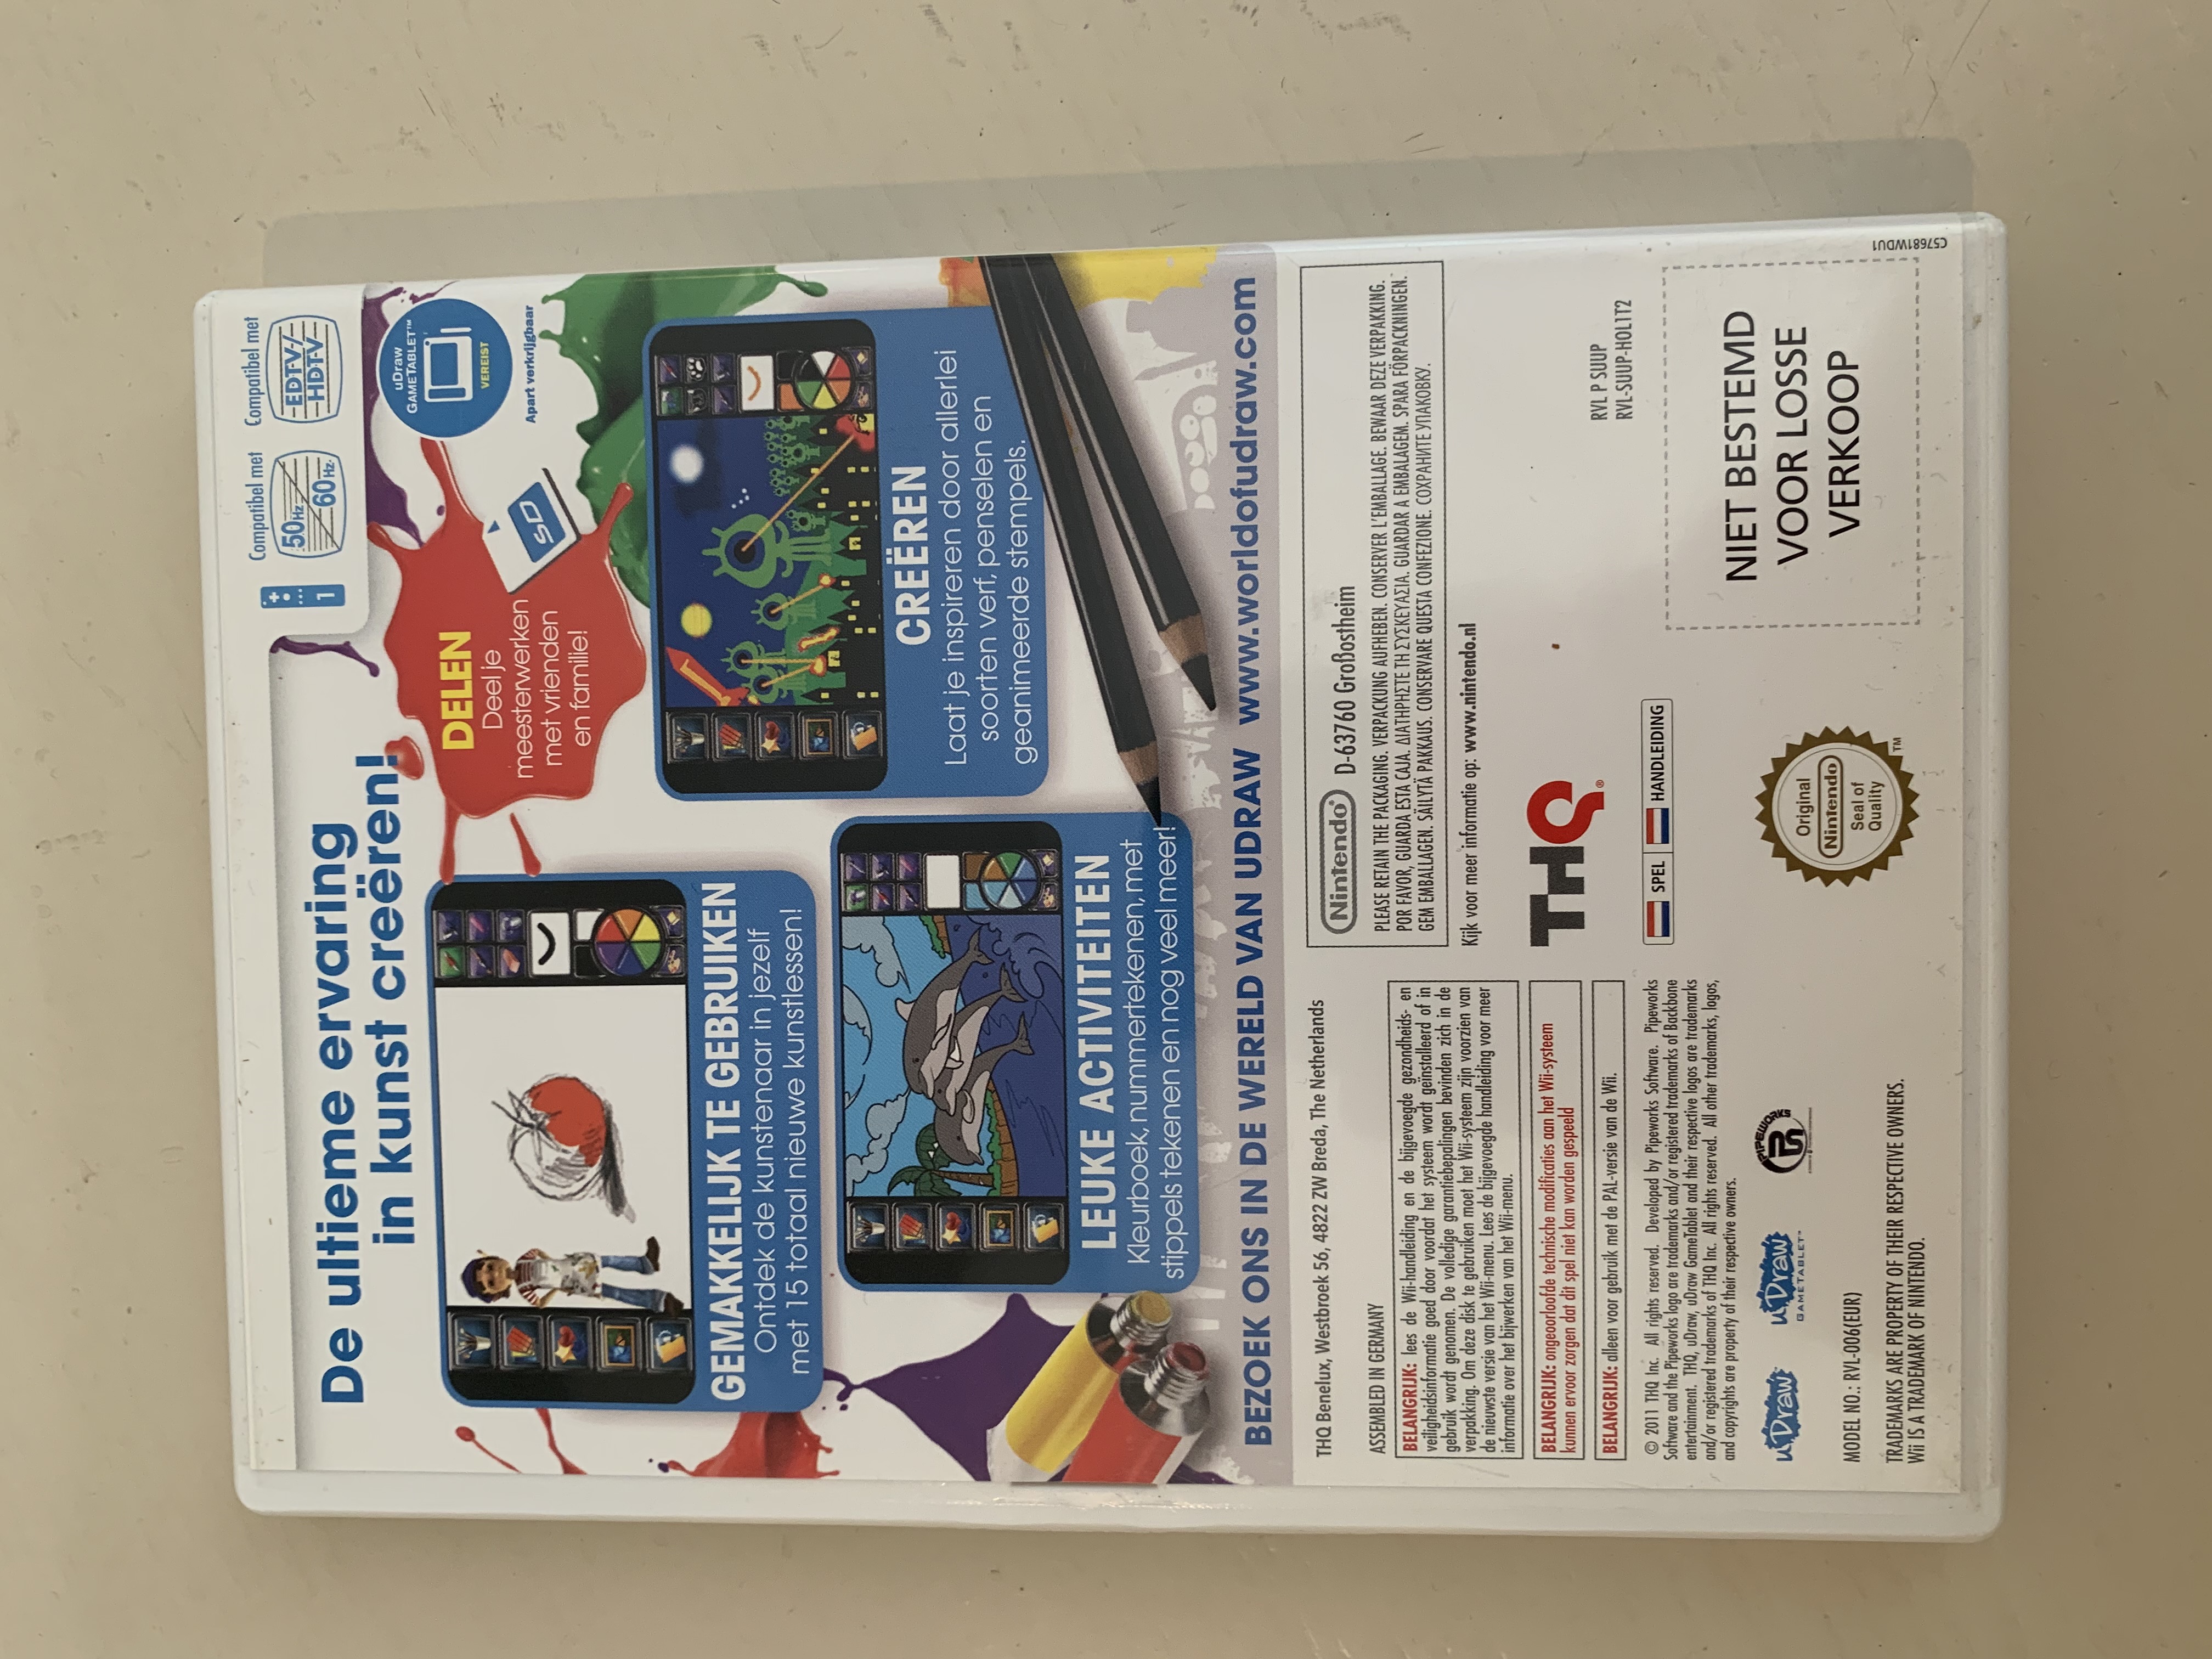 Compatibel met
Compatibel met
1
50Hz
60Hz
EDTV/
HDTV
De ultieme ervaring
in kunst creëren!
uDraw
GAMETABLET™
VEREIST
Apart verkrijgbaar
DELEN
Deel je
meesterwerken
met vrienden
en familie!
SD
GEMAKKELIJK TE GEBRUIKEN
Ontdek de kunstenaar in jezelf
met 15 totaal nieuwe kunstlessen!
CREËREN
Laat je inspireren door allerlei
soorten verf, penselen en
geanimeerde stempels.
LEUKE ACTIVITEITEN
Kleurboek, nummertekenen, met
stippels tekenen en nog veel meer!
BEZOEK ONS IN DE WERELD VAN UDRAW www.worldofudraw.com
THQ Benelux, Westbroek 56, 4822 ZW Breda, The Netherlands
ASSEMBLED IN GERMANY
BELANGRIJK: lees de Wii-handleiding en de bijgevoegde gezondheids- en
veiligheidsinformatie goed door voordat het systeem wordt geïnstalleerd of in
gebruik wordt genomen. De volledige garantiebepalingen bevinden zich in de
verpakking. Om deze disk te gebruiken moet het Wii-systeem zijn voorzien van
de nieuwste versie van het Wii-menu. Lees de bijgevoegde handleiding voor meer
informatie over het bijwerken van het Wii-menu.
BELANGRIJK: ongeoorloofde technische modificaties aan het Wii-systeem
kunnen ervoor zorgen dat dit spel niet kan worden gespeeld
BELANGRIJK: alleen voor gebruik met de PAL-versie van de Wii.
© 2011 THQ Inc. All rights reserved. Developed by Pipeworks Software. Pipeworks
Software and the Pipeworks logo are trademarks and/or registered trademarks of Backbone
entertainment. THQ, uDraw, uDraw GameTablet and their respective logos are trademarks
and/or registered trademarks of THQ Inc. All rights reserved. All other trademarks, logos,
and copyrights are property of their respective owners.
uDraw
uDraw
GAMETABLET™
PIPEWORKS
MODEL NO.: RVL-006(EUR)
TRADEMARKS ARE PROPERTY OF THEIR RESPECTIVE OWNERS.
Wii IS A TRADEMARK OF NINTENDO.
Nintendo® D-63760 Großostheim
PLEASE RETAIN THE PACKAGING. VERPACKUNG AUFHEBEN. CONSERVER L'EMBALLAGE. BEWAAR DEZE VERPAKKING.
POR FAVOR, GUARDA ESTA CAJA. ΔΙΑΤΗΡΗΣΤΕ ΤΗ ΣΥΣΚΕΥΑΣΙΑ. GUARDAR A EMBALAGEM. SPARA FÖRPACKNINGEN.
GEM EMBALLAGEN. SÄILYTÄ PAKKAUS. CONSERVARE QUESTA CONFEZIONE. СОХРАНИТЕ УПАКОВКУ.
Kijk voor meer informatie op: www.nintendo.nl
THQ®
SPEL HANDLEIDING
RVL P SUUP
RVL-SUUP-HOL1T2
Original
Nintendo
Seal of
Quality
TM
NIET BESTEMD
VOOR LOSSE
VERKOOP
C57681WDU1